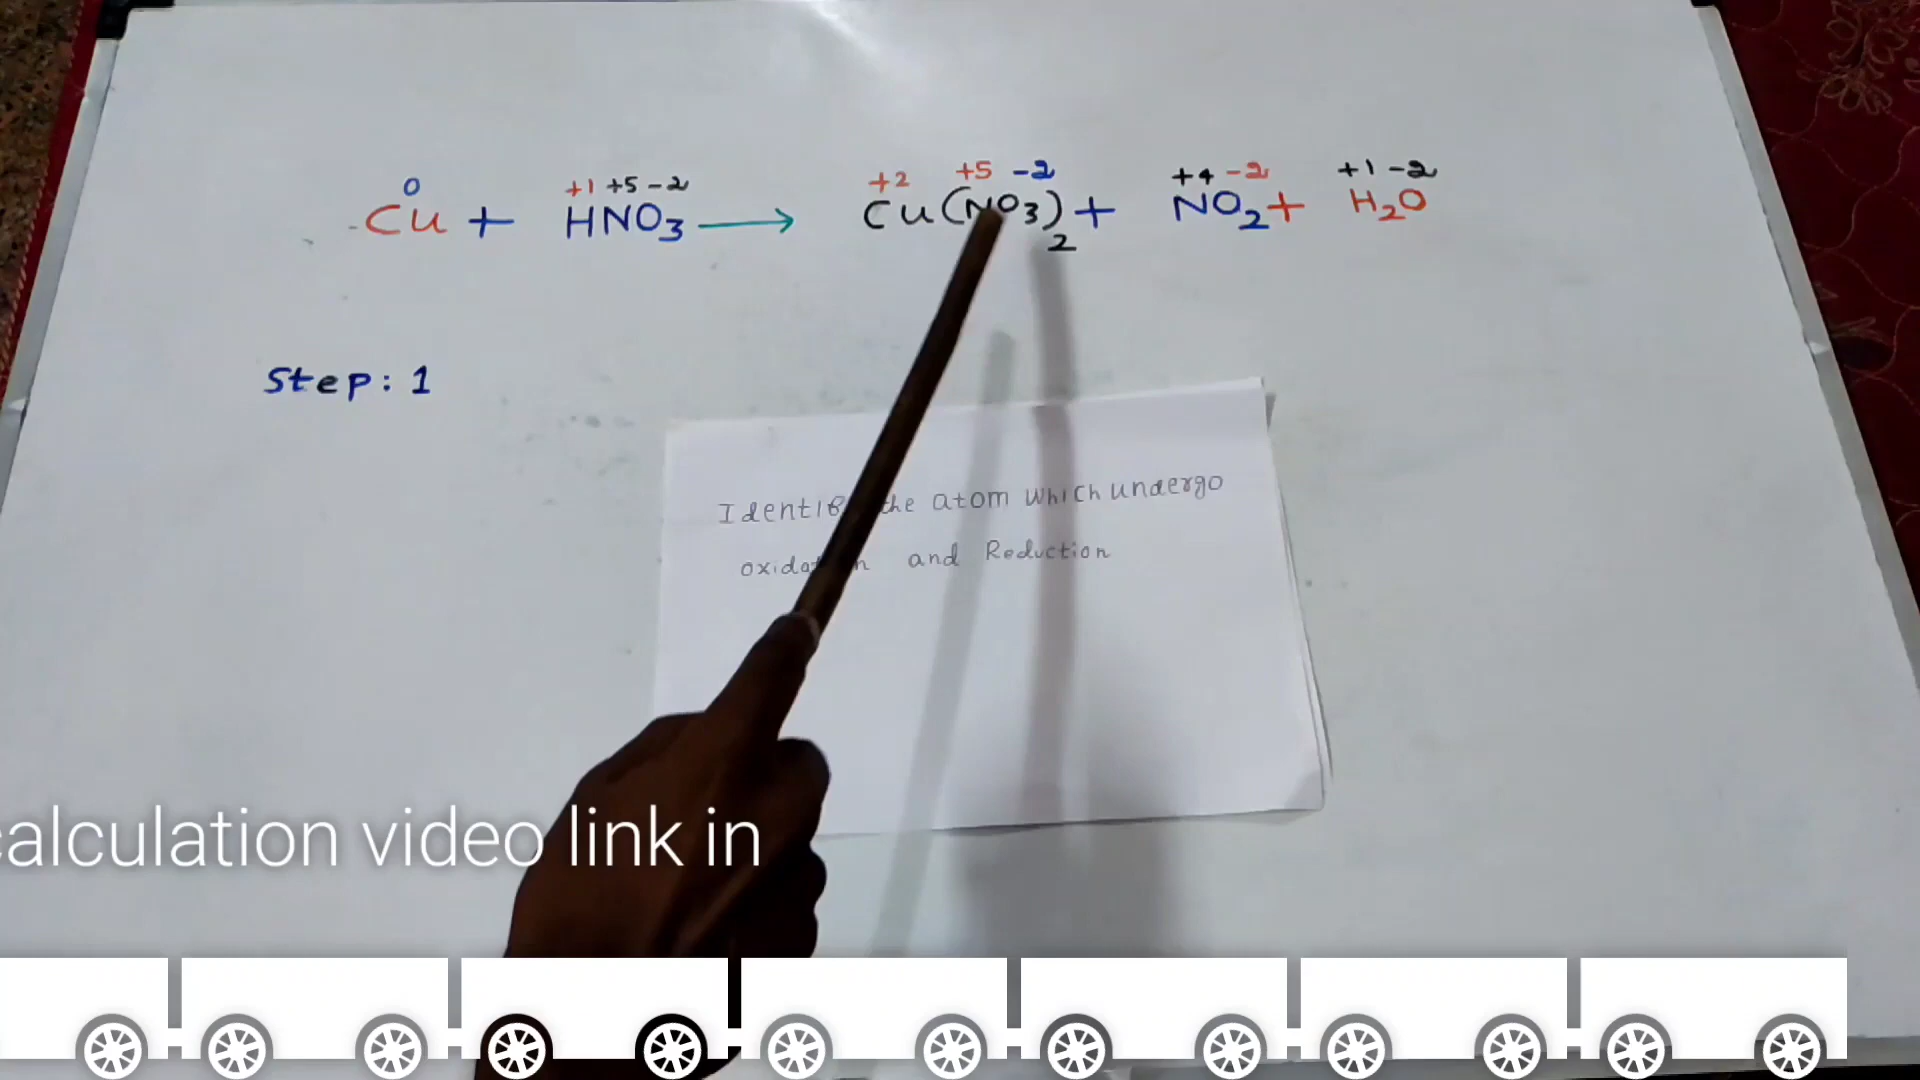 0 +1 +5 -2 +2 +5 -2 +4 -2 +1 -2
Cu + HNO3 → Cu(NO3)2 + NO2 + H2O
Step: 1
the atom which undergo
and Reduction
calculation video link in